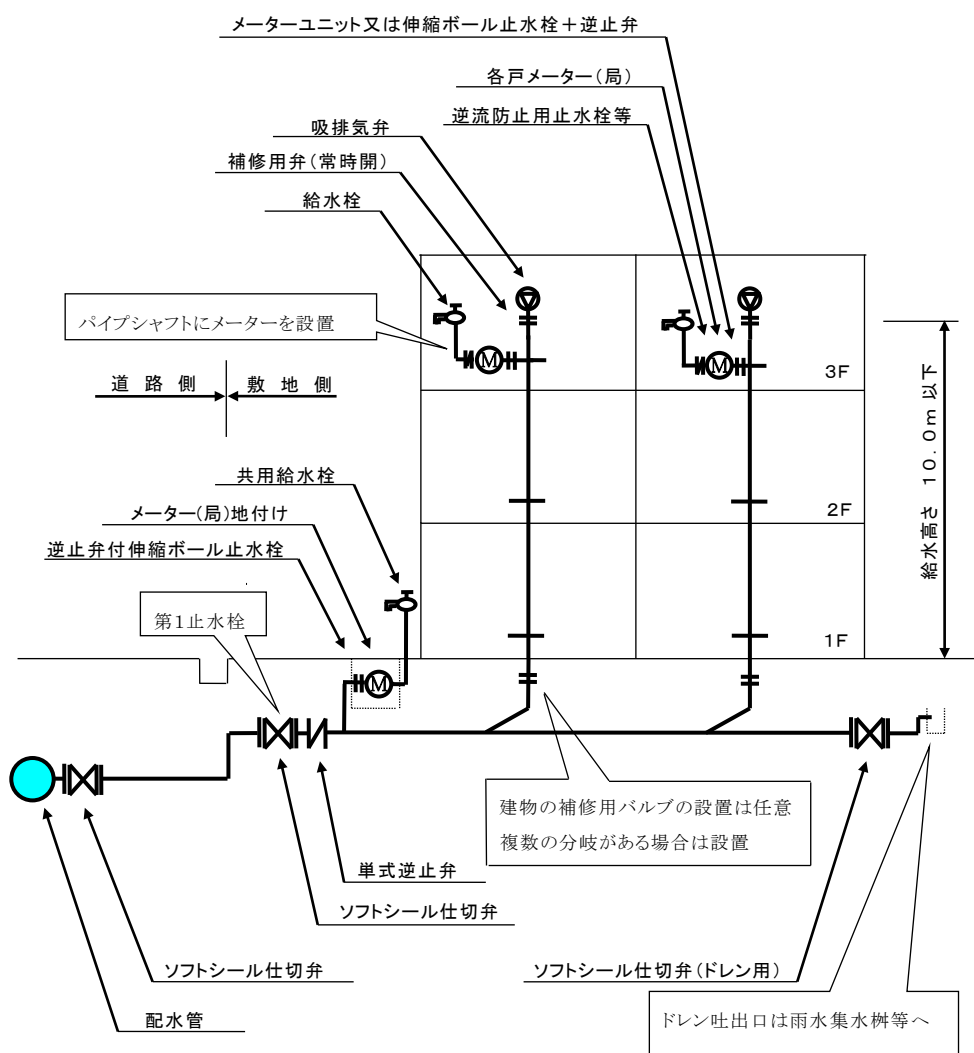 メーターユニット又は伸縮ボール止水栓＋逆止弁
各戸メーター（局）
逆流防止用止水栓等
吸排気弁
補修用弁（常時開）
給水栓
パイプシャフトにメーターを設置
M
M
3F
道路側
敷地側
給水高さ 10.0m以下
共用給水栓
2F
メーター(局)地付け
逆止弁付伸縮ボール止水栓
第1止水栓
1F
M
建物の補修用バルブの設置は任意
複数の分岐がある場合は設置
単式逆止弁
ソフトシール仕切弁
ソフトシール仕切弁
ソフトシール仕切弁(ドレン用)
配水管
ドレン吐出口は雨水集水桝等へ